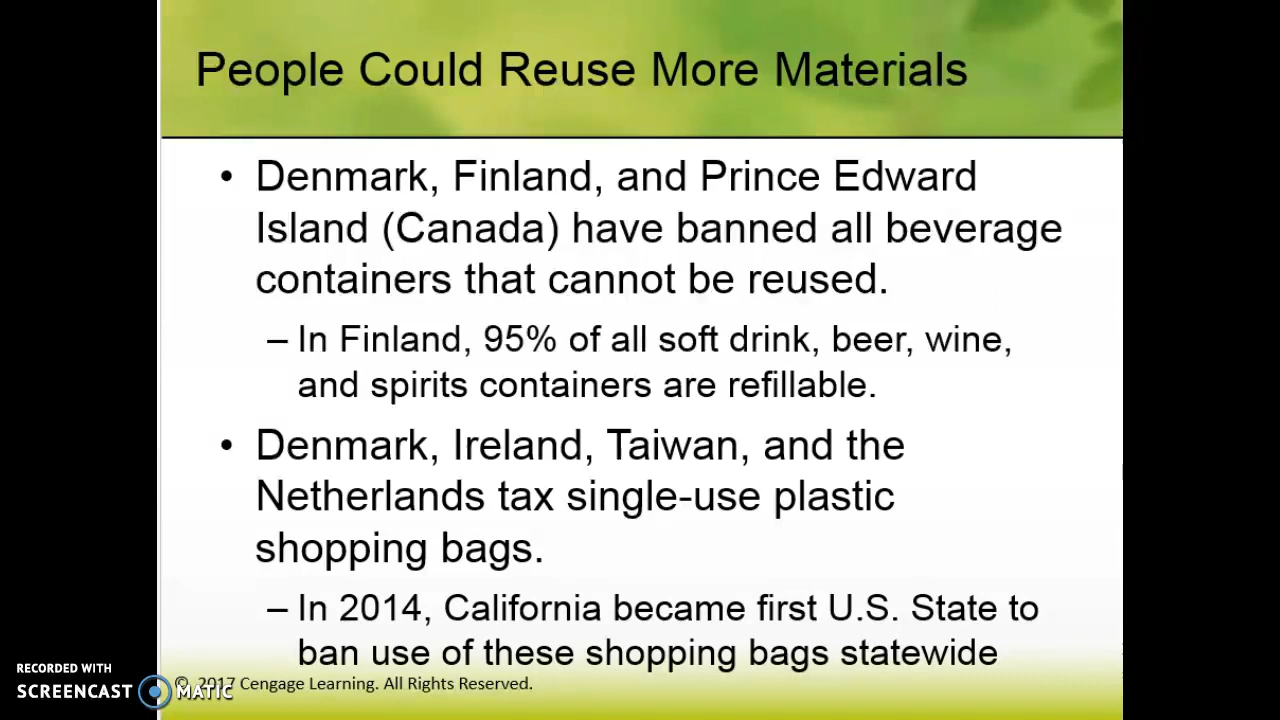 People Could Reuse More Materials
• Denmark, Finland, and Prince Edward
Island (Canada) have banned all beverage
containers that cannot be reused.
– In Finland, 95% of all soft drink, beer, wine,
and spirits containers are refillable.
• Denmark, Ireland, Taiwan, and the
Netherlands tax single-use plastic
shopping bags.
– In 2014, California became first U.S. State to
ban use of these shopping bags statewide
© 2017 Cengage Learning. All Rights Reserved.
RECORDED WITH
SCREENCAST MATIC